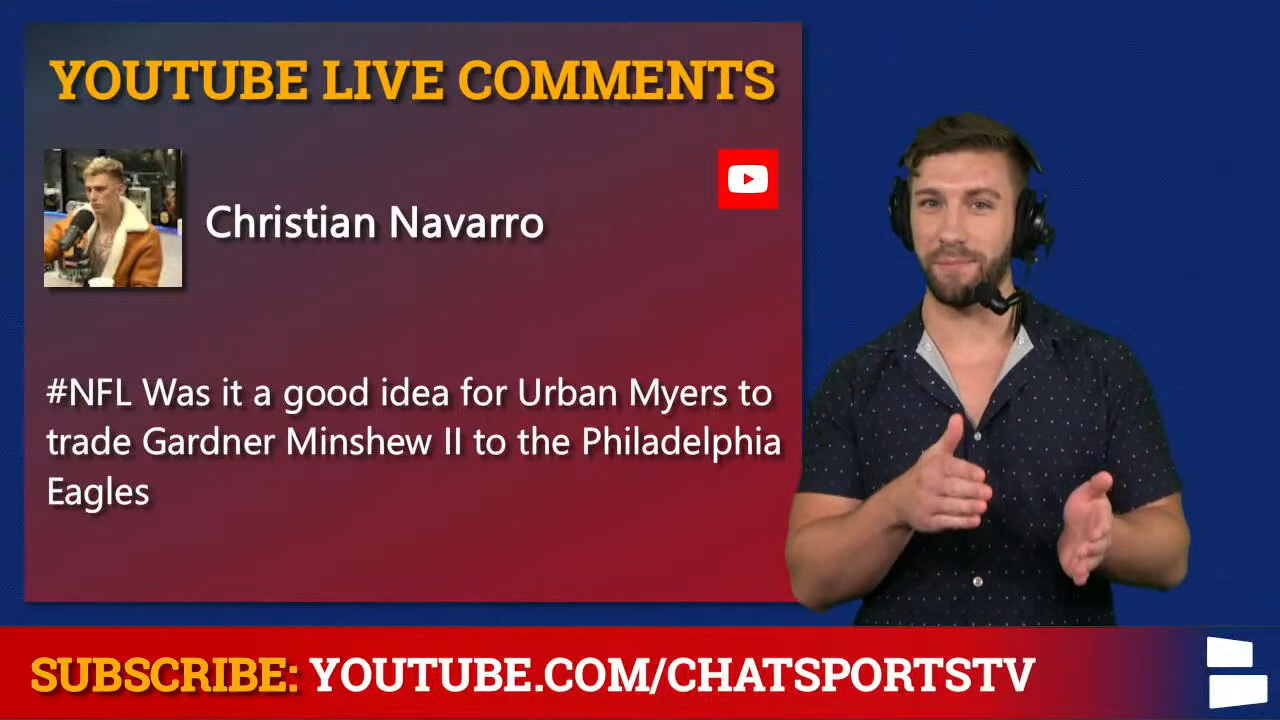 YOUTUBE LIVE COMMENTS
Christian Navarro
#NFL Was it a good idea for Urban Myers to
trade Gardner Minshew II to the Philadelphia
Eagles
SUBSCRIBE: YOUTUBE.COM/CHATSPORTSTV